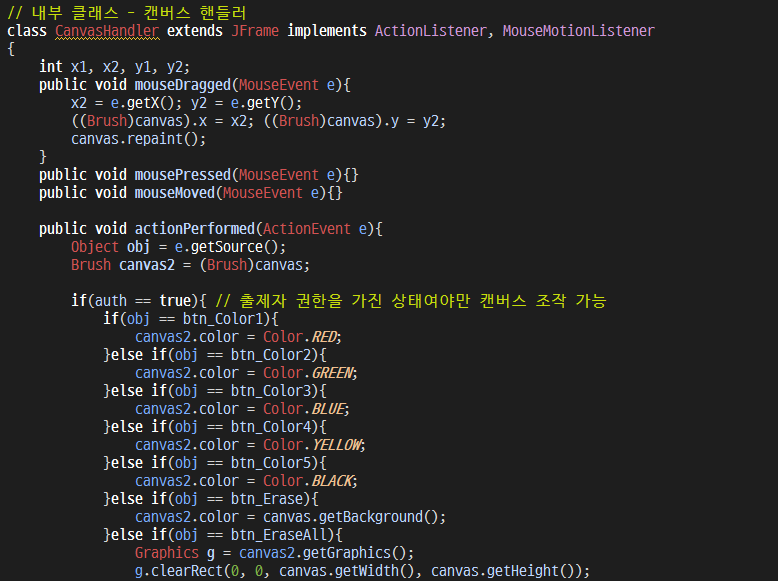 // 내부 클래스 - 캔버스 핸들러
class CanvasHandler extends JFrame implements ActionListener, MouseMotionListener
{
    int x1, x2, y1, y2;
    public void mouseDragged(MouseEvent e){
        x2 = e.getX(); y2 = e.getY();
        ((Brush)canvas).x = x2; ((Brush)canvas).y = y2;
        canvas.repaint();
    }
    public void mousePressed(MouseEvent e){}
    public void mouseMoved(MouseEvent e){}

    public void actionPerformed(ActionEvent e){
        Object obj = e.getSource();
        Brush canvas2 = (Brush)canvas;

        if(auth == true){ // 출제자 권한을 가진 상태여야만 캔버스 조작 가능
            if(obj == btn_Color1){
                canvas2.color = Color.RED;
            }else if(obj == btn_Color2){
                canvas2.color = Color.GREEN;
            }else if(obj == btn_Color3){
                canvas2.color = Color.BLUE;
            }else if(obj == btn_Color4){
                canvas2.color = Color.YELLOW;
            }else if(obj == btn_Color5){
                canvas2.color = Color.BLACK;
            }else if(obj == btn_Erase){
                canvas2.color = canvas.getBackground();
            }else if(obj == btn_EraseAll){
                Graphics g = canvas2.getGraphics();
                g.clearRect(0, 0, canvas.getWidth(), canvas.getHeight());